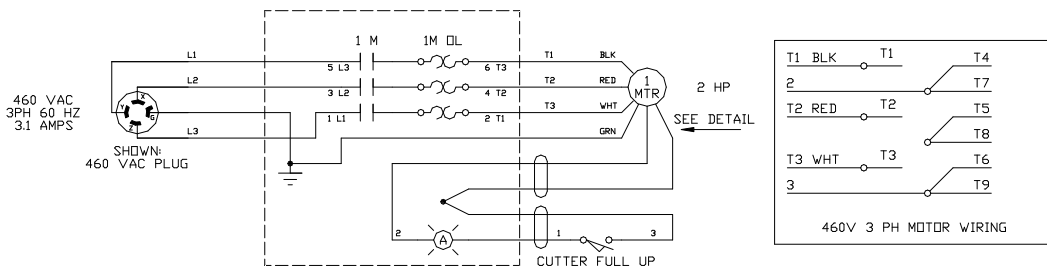 460 VAC
3PH 60 HZ
3.1 AMPS
X
Y
G
Z
SHOWN:
460 VAC PLUG
L1
L2
L3
1 M
1M OL
5 L3
6 T3
3 L2
4 T2
1 L1
2 T1
T1
BLK
T2
RED
T3
WHT
GRN
1
MTR
2 HP
SEE DETAIL
2
A
1
3
CUTTER FULL UP
T1 BLK
T1
T4
2
T7
T2 RED
T2
T5
T8
T3 WHT
T3
T6
3
T9
460V 3 PH MOTOR WIRING